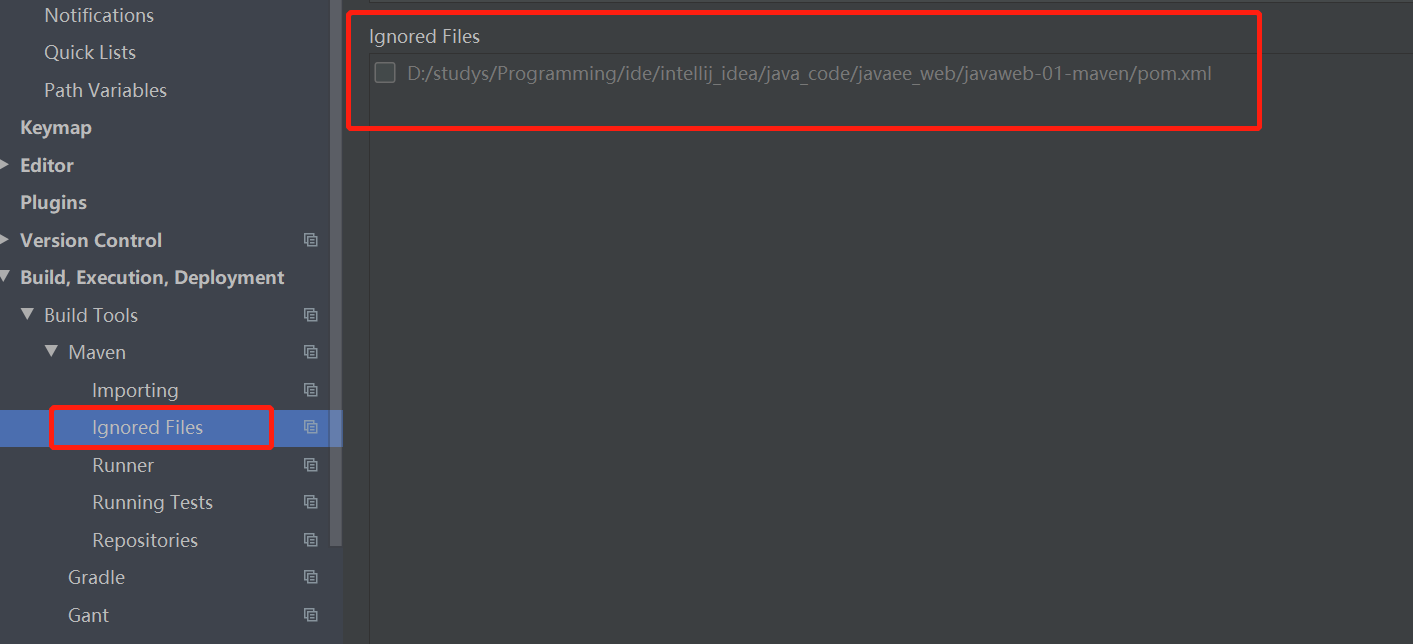 Notifications
Quick Lists
Path Variables
Keymap
Editor
Plugins
Version Control
Build, Execution, Deployment
Build Tools
Maven
Importing
Ignored Files
Runner
Running Tests
Repositories
Gradle
Gant
Ignored Files
D:/studys/Programming/ide/intellij_idea/java_code/javaee_web/javaweb-01-maven/pom.xml